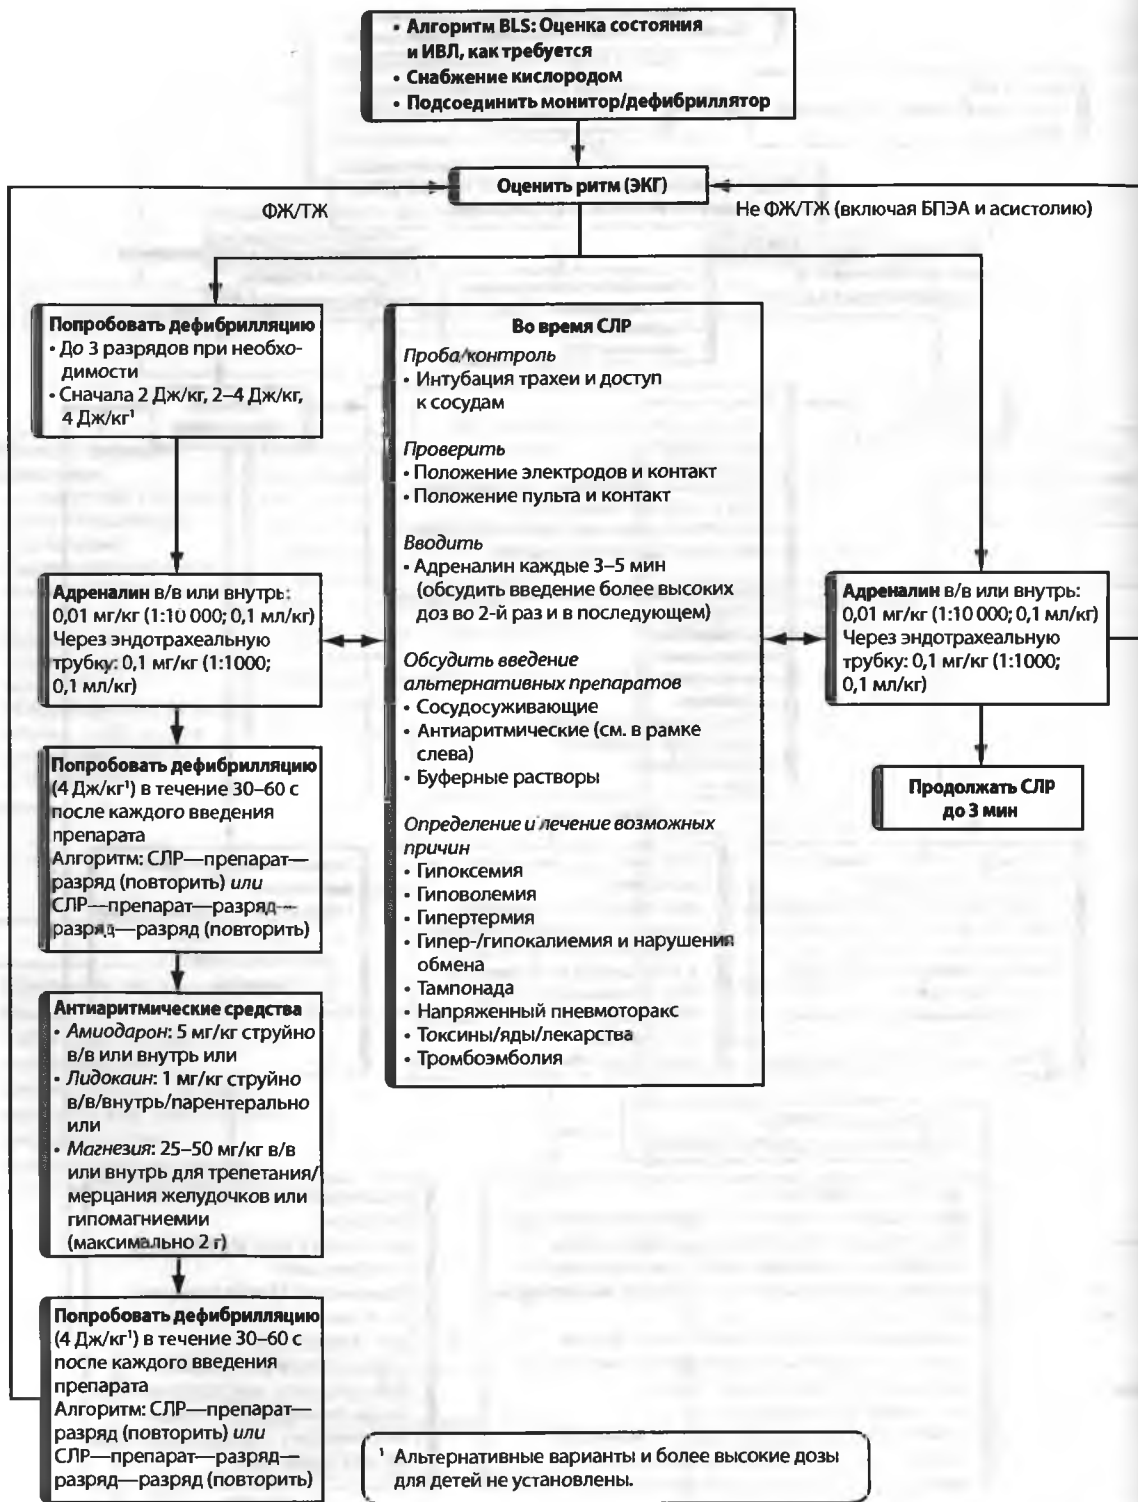 • Алгоритм BLS: Оценка состояния
и ИВЛ, как требуется
• Снабжение кислородом
• Подсоединить монитор/дефибриллятор
Оценить ритм (ЭКГ)
ФЖ/ТЖ
Не ФЖ/ТЖ (включая БПЭА и асистолию)
Попробовать дефибрилляцию
• До 3 разрядов при необхо-
димости
• Сначала 2 Дж/кг, 2–4 Дж/кг,
4 Дж/кг¹
Адреналин в/в или внутрь:
0,01 мг/кг (1:10 000; 0,1 мл/кг)
Через эндотрахеальную
трубку: 0,1 мг/кг (1:1000;
0,1 мл/кг)
Попробовать дефибрилляцию
(4 Дж/кг¹) в течение 30–60 с
после каждого введения
препарата
Алгоритм: СЛР—препарат—
разряд (повторить) или
СЛР—препарат—разряд—
разряд—разряд (повторить)
Антиаритмические средства
• Амиодарон: 5 мг/кг струйно
в/в или внутрь или
• Лидокаин: 1 мг/кг струйно
в/в/внутрь/парентерально
или
• Магнезия: 25–50 мг/кг в/в
или внутрь для трепетания/
мерцания желудочков или
гипомагниемии
(максимально 2 г)
Попробовать дефибрилляцию
(4 Дж/кг¹) в течение 30–60 с
после каждого введения
препарата
Алгоритм: СЛР—препарат—
разряд (повторить) или
СЛР—препарат—разряд—
разряд—разряд (повторить)
Во время СЛР
Проба/контроль
• Интубация трахеи и доступ
к сосудам
Проверить
• Положение электродов и контакт
• Положение пульта и контакт
Вводить
• Адреналин каждые 3–5 мин
(обсудить введение более высоких
доз во 2-й раз и в последующем)
Обсудить введение
альтернативных препаратов
• Сосудосуживающие
• Антиаритмические (см. в рамке
слева)
• Буферные растворы
Определение и лечение возможных
причин
• Гипоксемия
• Гиповолемия
• Гипертермия
• Гипер-/гипокалиемия и нарушения
обмена
• Тампонада
• Напряженный пневмоторакс
• Токсины/яды/лекарства
• Тромбоэмболия
Адреналин в/в или внутрь:
0,01 мг/кг (1:10 000; 0,1 мл/кг)
Через эндотрахеальную
трубку: 0,1 мг/кг (1:1000;
0,1 мл/кг)
Продолжать СЛР
до 3 мин
¹ Альтернативные варианты и более высокие дозы
для детей не установлены.